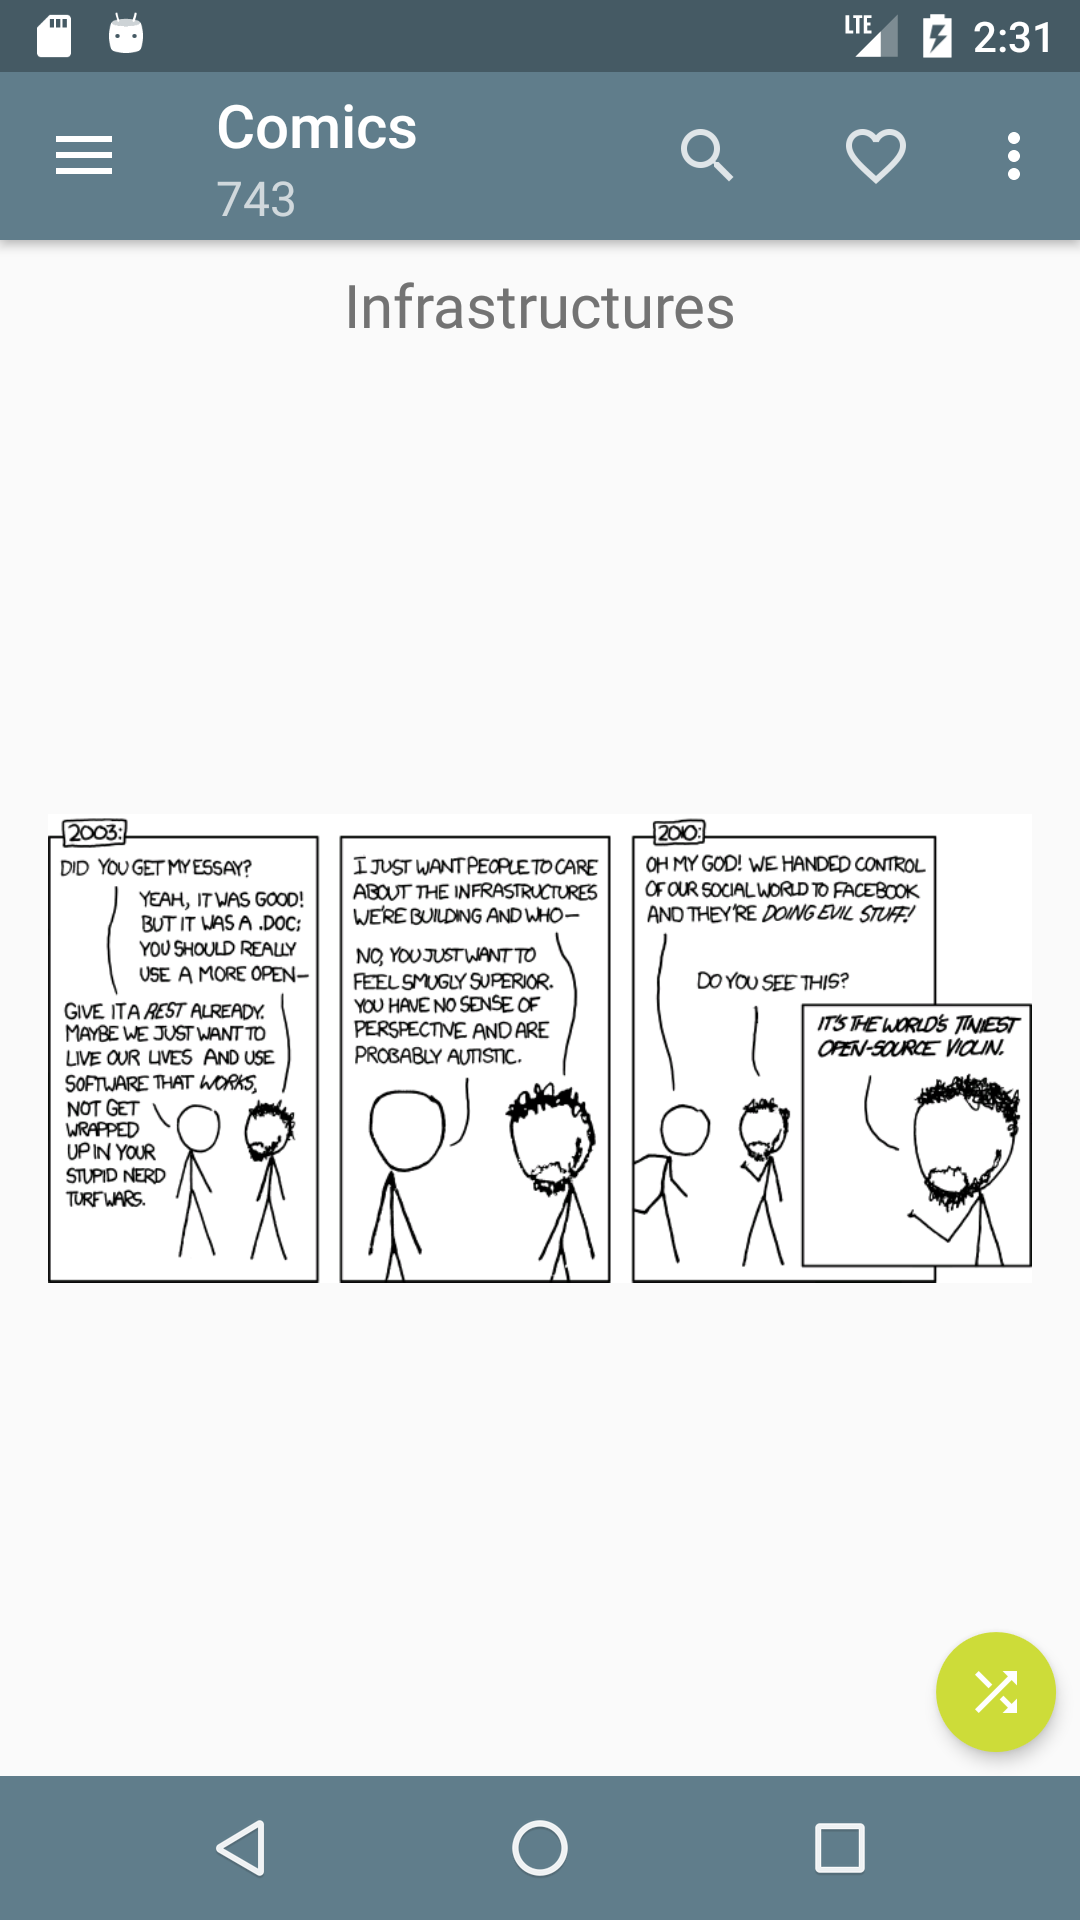 LTE 2:31
Comics
743
Infrastructures
2003:
DID YOU GET MY ESSAY?
YEAH, IT WAS GOOD!
BUT IT WAS A .DOC;
YOU SHOULD REALLY
USE A MORE OPEN—
GIVE IT A REST ALREADY.
MAYBE WE JUST WANT TO
LIVE OUR LIVES AND USE
SOFTWARE THAT WORKS,
NOT GET
WRAPPED
UP IN YOUR
STUPID NERD
TURF WARS.
I JUST WANT PEOPLE TO CARE
ABOUT THE INFRASTRUCTURES
WE'RE BUILDING AND WHO—
NO, YOU JUST WANT TO
FEEL SMUGLY SUPERIOR.
YOU HAVE NO SENSE OF
PERSPECTIVE AND ARE
PROBABLY AUTISTIC.
2010:
OH MY GOD! WE HANDED CONTROL
OF OUR SOCIAL WORLD TO FACEBOOK
AND THEY'RE DOING EVIL STUFF!
DO YOU SEE THIS?
IT'S THE WORLD'S TINIEST
OPEN-SOURCE VIOLIN.